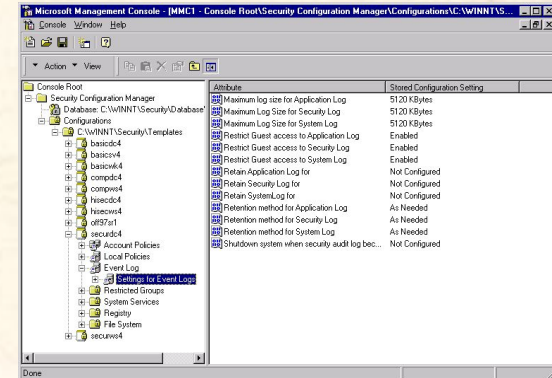 Microsoft Management Console - [MMC1 - Console Root\Security Configuration Manager\Configurations\C:\WINNT\S...
Console Window Help
Action View
Console Root
Security Configuration Manager
Database: C:\WINNT\Security\Database'
Configurations
C:\WINNT\Security\Templates
basicdc4
basicsv4
basicwk4
compdc4
compws4
hisecdc4
hisecws4
off97sr1
securdc4
Account Policies
Local Policies
Event Log
Settings for Event Logs
Restricted Groups
System Services
Registry
File System
securws4
Attribute Stored Configuration Setting
Maximum log size for Application Log 5120 KBytes
Maximum Log Size for Security Log 5120 KBytes
Maximum Log Size for System Log 5120 KBytes
Restrict Guest access to Application Log Enabled
Restrict Guest access to Security Log Enabled
Restrict Guest access to System Log Enabled
Retain Application Log for Not Configured
Retain Security Log for Not Configured
Retain SystemLog for Not Configured
Retention method for Application Log As Needed
Retention method for Security Log As Needed
Retention method for System Log As Needed
Shutdown system when security audit log bec... Not Configured
Done